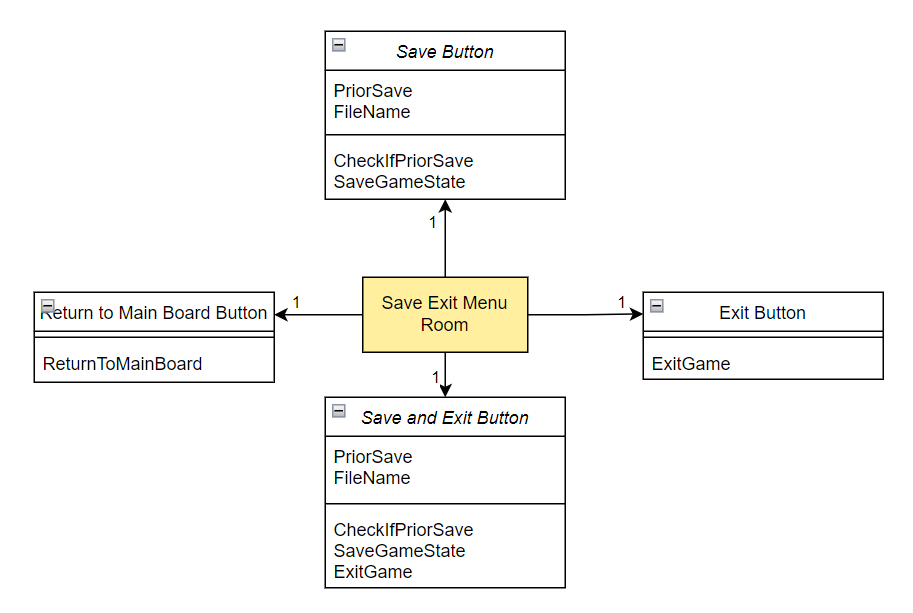 Save Button
PriorSave
FileName
CheckIfPriorSave
SaveGameState
1
Return to Main Board Button
ReturnToMainBoard
1
Save Exit Menu
Room
1
Exit Button
ExitGame
1
Save and Exit Button
PriorSave
FileName
CheckIfPriorSave
SaveGameState
ExitGame